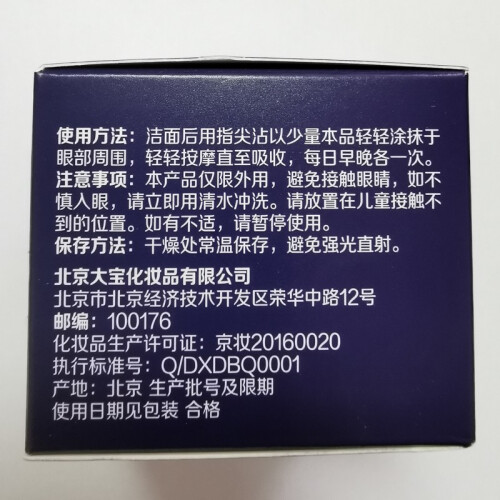 使用方法：洁面后用指尖沾以少量本品轻轻涂抹于
眼部周围，轻轻按摩直至吸收，每日早晚各一次。
注意事项：本产品仅限外用，避免接触眼睛，如不
慎入眼，请立即用清水冲洗。请放置在儿童接触不
到的位置。如有不适，请暂停使用。
保存方法：干燥处常温保存，避免强光直射。
北京大宝化妆品有限公司
北京市北京经济技术开发区荣华中路12号
邮编：100176
化妆品生产许可证：京妆20160020
执行标准号：Q/DXDBQ0001
产地：北京 生产批号及限期
使用日期见包装 合格